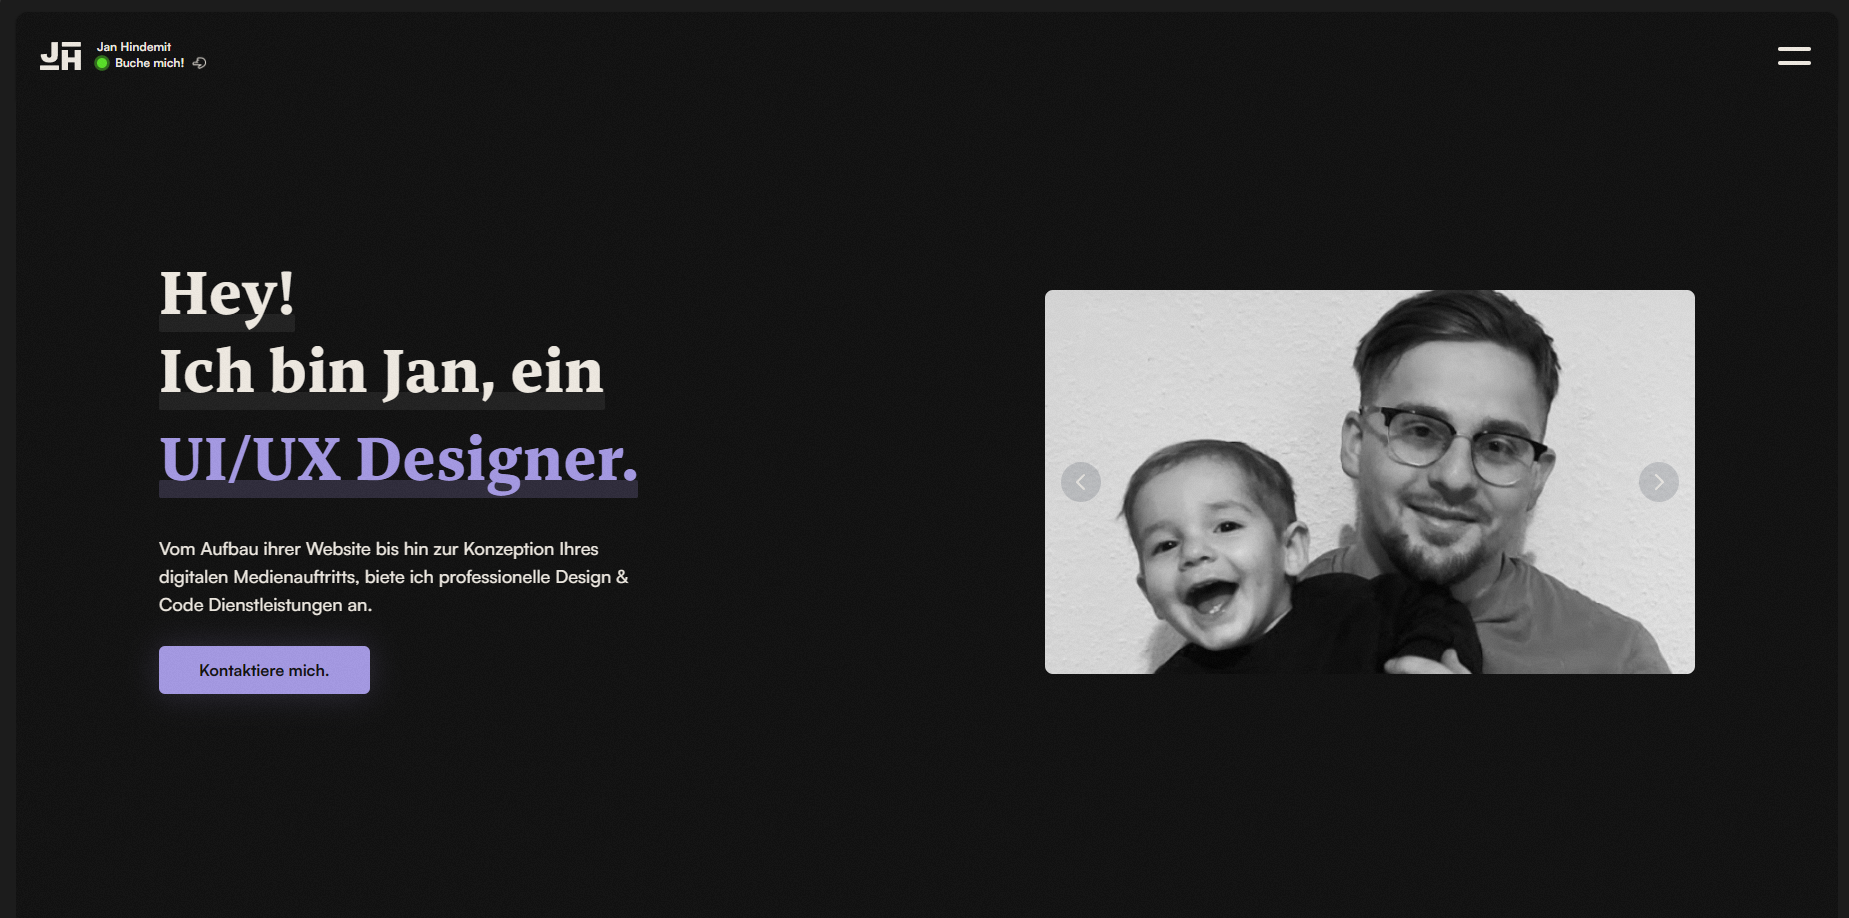 JH
Jan Hindemit
Buche mich!
Hey!
Ich bin Jan, ein
UI/UX Designer.
Vom Aufbau ihrer Website bis hin zur Konzeption Ihres
digitalen Medienauftritts, biete ich professionelle Design &
Code Dienstleistungen an.
Kontaktiere mich.